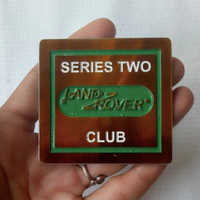 SERIES TWO
LAND
ROVER®
CLUB